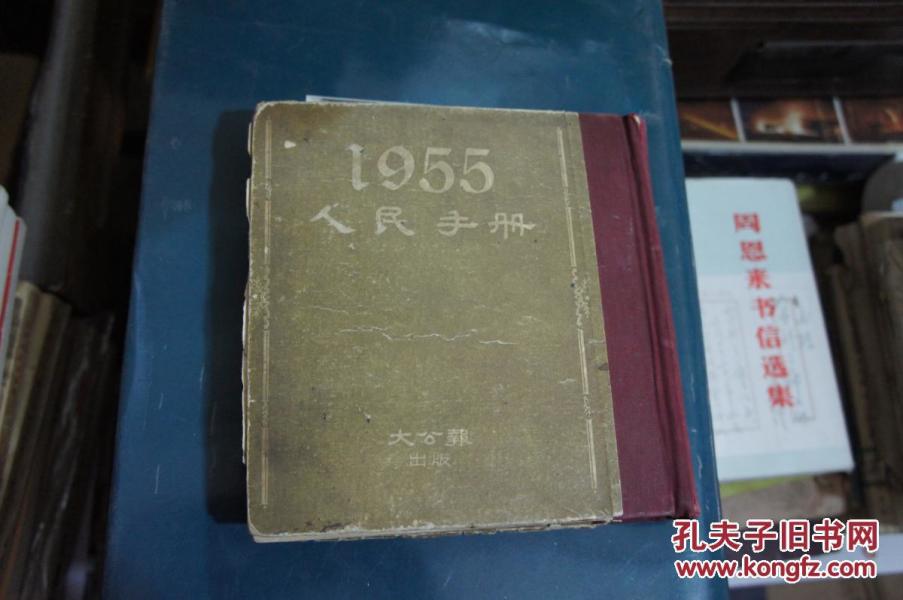 1955
人民手册
大公報
出版
周恩来书信选集
孔夫子旧书网
www.kongfz.com